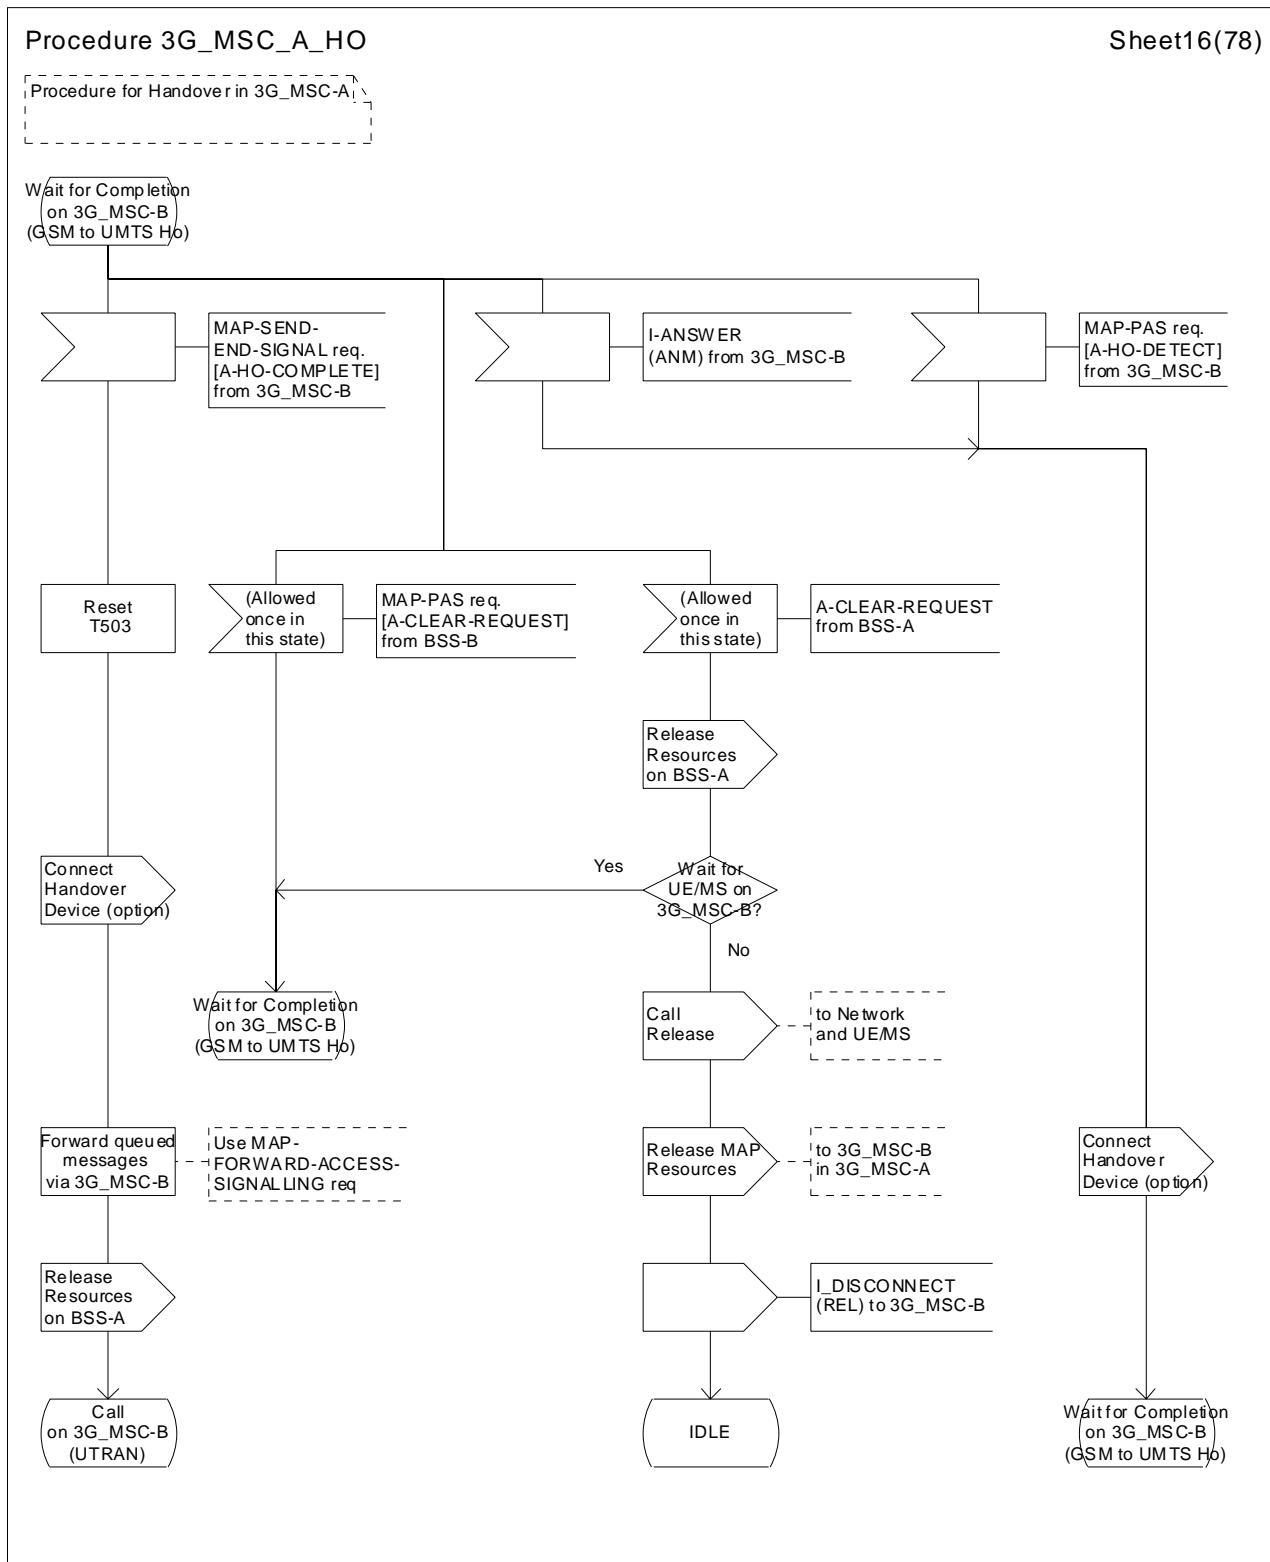 Procedure 3G_MSC_A_HO
Sheet16(78)
Procedure for Handover in 3G_MSC-A
Wait for Completion
on 3G_MSC-B
(GSM to UMTS Ho)
MAP-SEND-
END-SIGNAL req.
[A-HO-COMPLETE]
from 3G_MSC-B
I-ANSWER
(ANM) from 3G_MSC-B
MAP-PAS req.
[A-HO-DETECT]
from 3G_MSC-B
Reset
T503
(Allowed
once in
this state)
MAP-PAS req.
[A-CLEAR-REQUEST]
from BSS-B
(Allowed
once in
this state)
A-CLEAR-REQUEST
from BSS-A
Release
Resources
on BSS-A
Connect
Handover
Device (option)
Yes
Wait for
UE/MS on
3G_MSC-B?
No
Wait for Completion
on 3G_MSC-B
(GSM to UMTS Ho)
Call
Release
to Network
and UE/MS
Forward queued
messages
via 3G_MSC-B
Use MAP-
FORWARD-ACCESS-
SIGNALLING req
Release MAP
Resources
to 3G_MSC-B
in 3G_MSC-A
Connect
Handover
Device (option)
Release
Resources
on BSS-A
I_DISCONNECT
(REL) to 3G_MSC-B
Call
on 3G_MSC-B
(UTRAN)
IDLE
Wait for Completion
on 3G_MSC-B
(GSM to UMTS Ho)